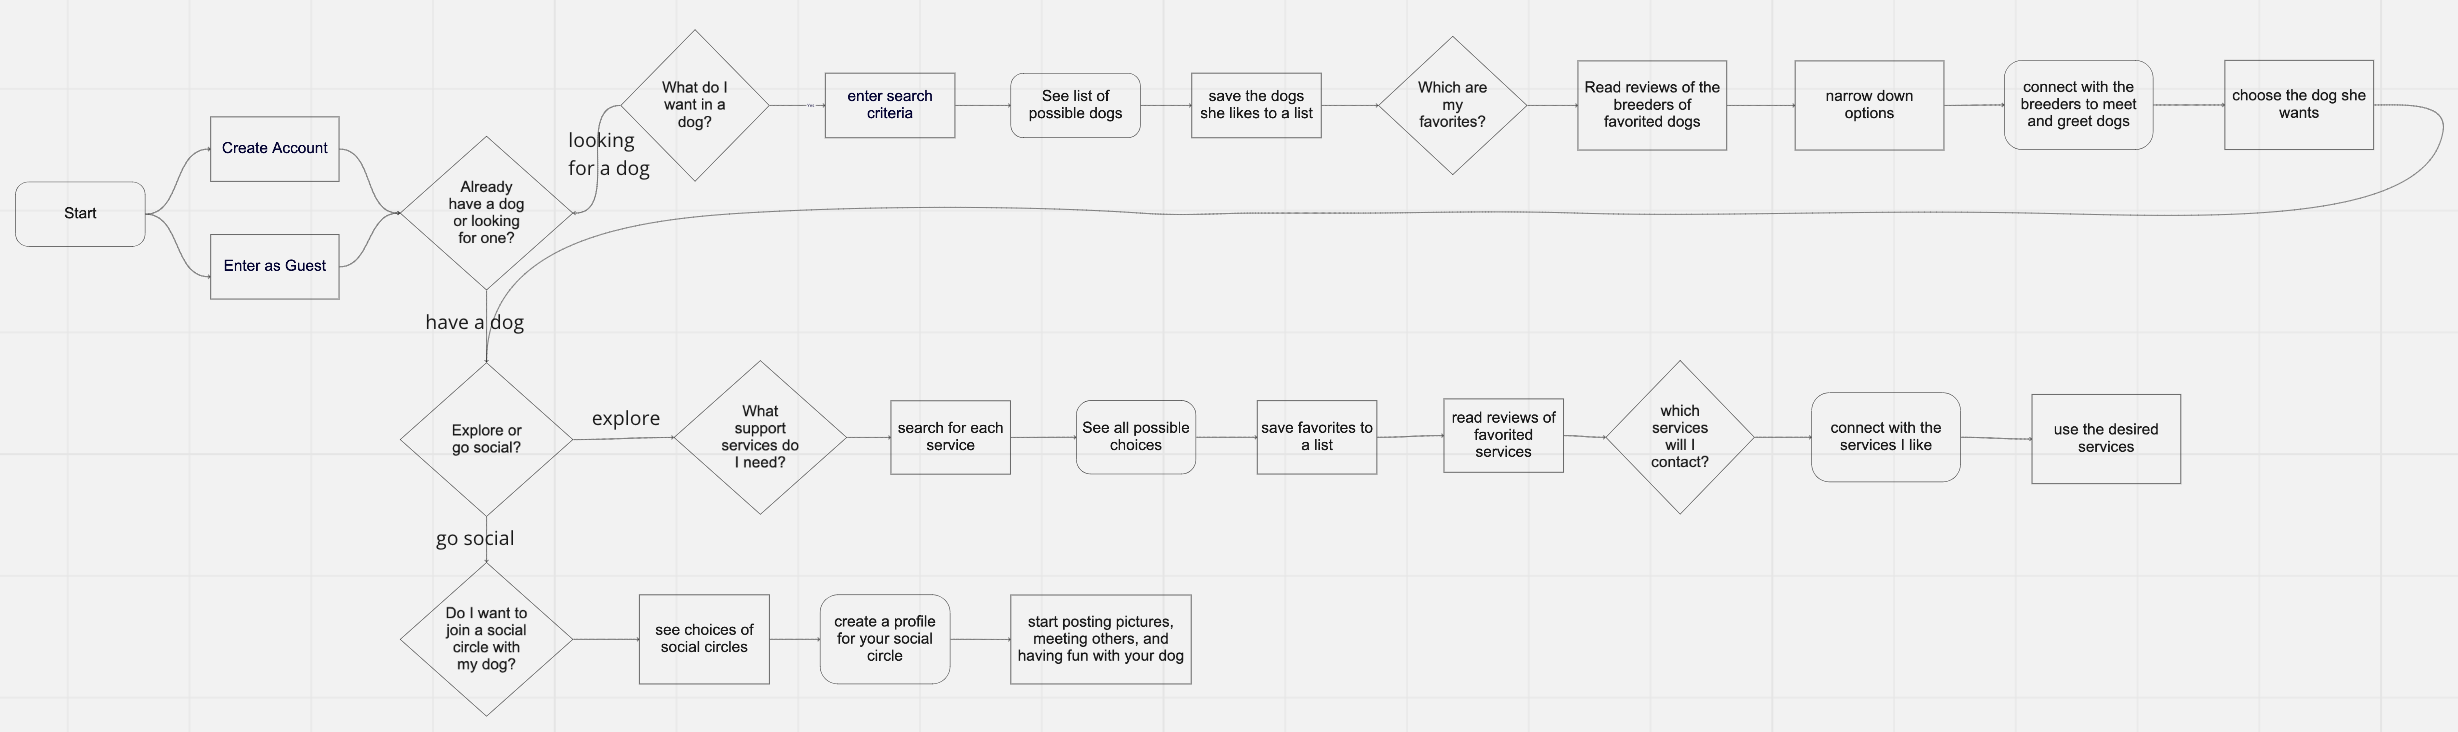 Start
Create Account
Enter as Guest
Already
have a dog
or looking
for one?
looking
for a dog
What do I
want in a
dog?
enter search
criteria
See list of
possible dogs
save the dogs
she likes to a list
Which are
my
favorites?
Read reviews of the
breeders of
favorited dogs
narrow down
options
connect with the
breeders to meet
and greet dogs
choose the dog she
wants
have a dog
Explore or
go social?
explore
What
support
services do
I need?
search for each
service
See all possible
choices
save favorites to
a list
read reviews of
favorited
services
which
services
will I
contact?
connect with the
services I like
use the desired
services
go social
Do I want to
join a social
circle with
my dog?
see choices of
social circles
create a profile
for your social
circle
start posting pictures,
meeting others, and
having fun with your dog